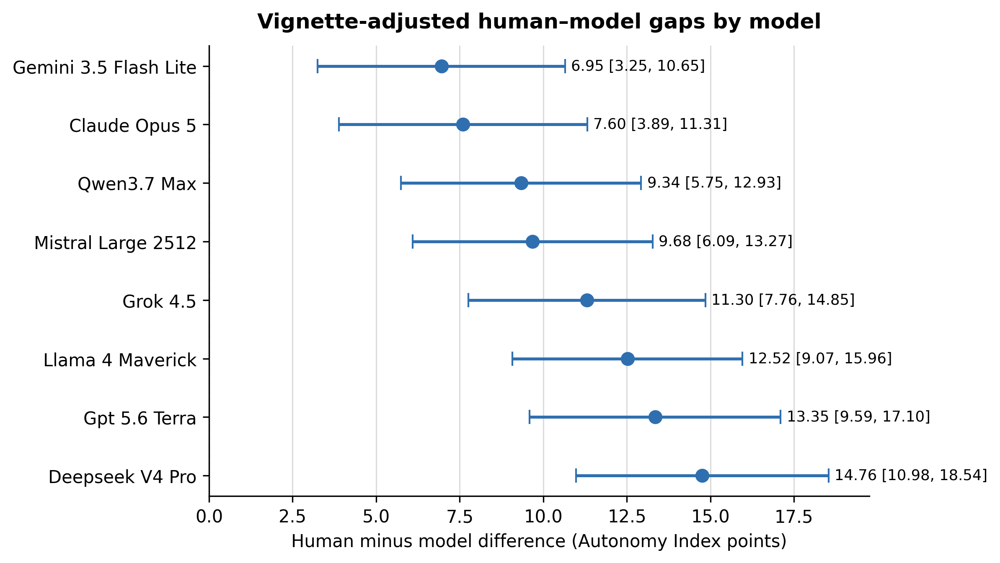 Vignette-adjusted human–model gaps by model
Gemini 3.5 Flash Lite 6.95 [3.25, 10.65]
Claude Opus 5 7.60 [3.89, 11.31]
Qwen3.7 Max 9.34 [5.75, 12.93]
Mistral Large 2512 9.68 [6.09, 13.27]
Grok 4.5 11.30 [7.76, 14.85]
Llama 4 Maverick 12.52 [9.07, 15.96]
Gpt 5.6 Terra 13.35 [9.59, 17.10]
Deepseek V4 Pro 14.76 [10.98, 18.54]
0.0 2.5 5.0 7.5 10.0 12.5 15.0 17.5
Human minus model difference (Autonomy Index points)